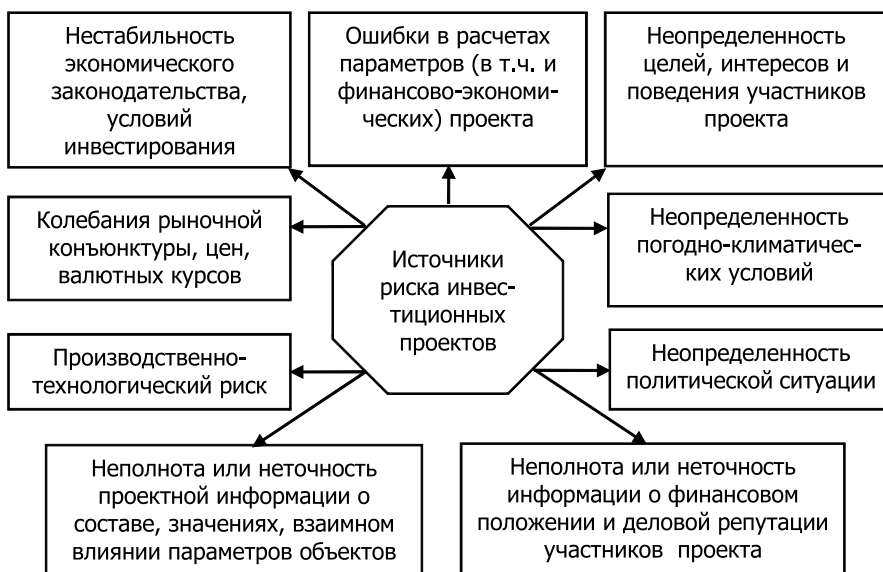 Нестабильность
экономического
законодательства,
условий
инвестирования
Ошибки в расчетах
параметров (в т.ч. и
финансово-экономи-
ческих) проекта
Неопределенность
целей, интересов и
поведения участников
проекта
Колебания рыночной
конъюнктуры, цен,
валютных курсов
Источники
риска инвес-
тиционных
проектов
Неопределенность
погодно-климатичес-
ких условий
Производственно-
технологический риск
Неопределенность
политической ситуации
Неполнота или неточность
проектной информации о
составе, значениях, взаимном
влиянии параметров объектов
Неполнота или неточность
информации о финансовом
положении и деловой репутации
участников проекта